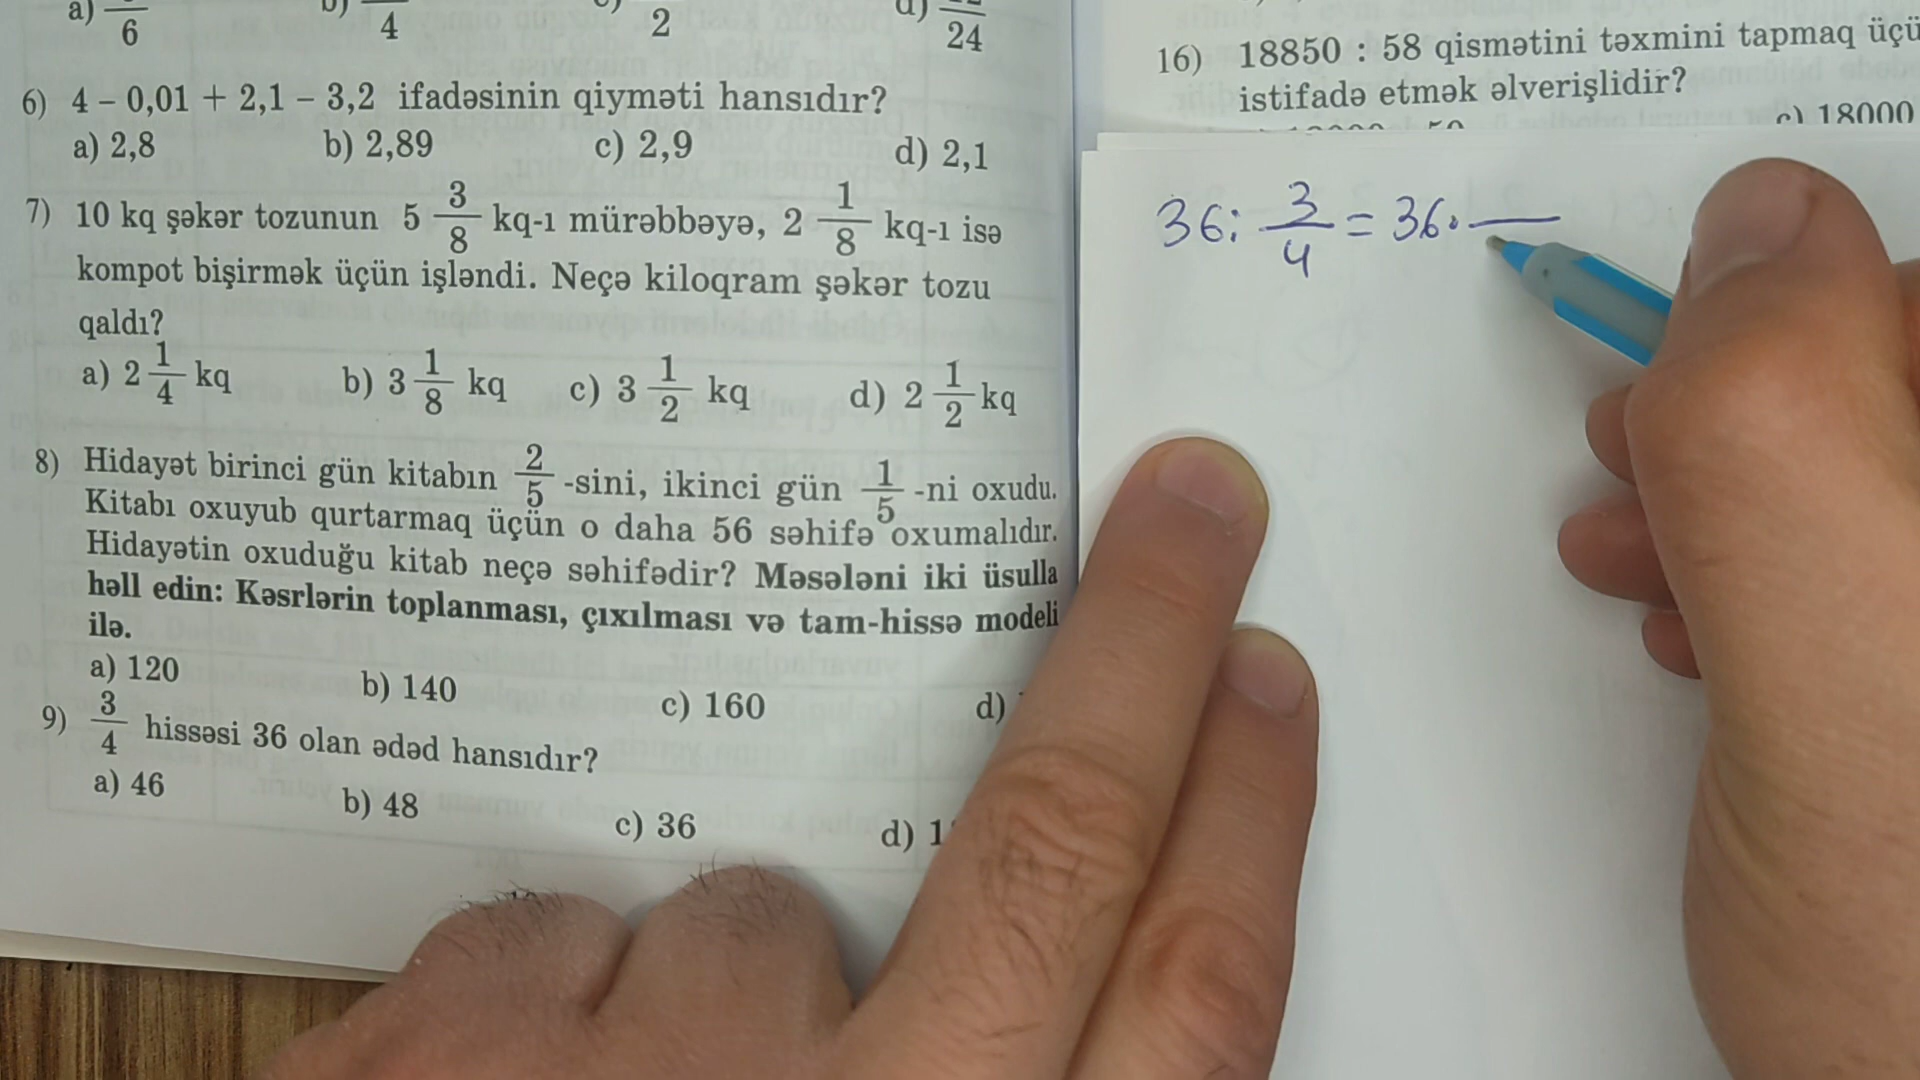 a) 6 b) 4 c) 2 d) 24
6) 4 – 0,01 + 2,1 – 3,2 ifadəsinin qiyməti hansıdır?
a) 2,8 b) 2,89 c) 2,9 d) 2,1
7) 10 kq şəkər tozunun 5 3/8 kq-ı mürəbbəyə, 2 1/8 kq-ı isə
kompot bişirmək üçün işləndi. Neçə kiloqram şəkər tozu
qaldı?
a) 2 1/4 kq b) 3 1/8 kq c) 3 1/2 kq d) 2 1/2 kq
8) Hidayət birinci gün kitabın 2/5 -sini, ikinci gün 1/5 -ni oxudu.
Kitabı oxuyub qurtarmaq üçün o daha 56 səhifə oxumalıdır.
Hidayətin oxuduğu kitab neçə səhifədir? Məsələni iki üsulla
həll edin: Kəsrlərin toplanması, çıxılması və tam-hissə modeli
ilə.
a) 120 b) 140 c) 160 d)
9) 3/4 hissəsi 36 olan ədəd hansıdır?
a) 46 b) 48 c) 36 d) 1
16) 18850 : 58 qismətini təxmini tapmaq üçü
istifadə etmək əlverişlidir?
c) 18000
36 : 3/4 = 36 ·